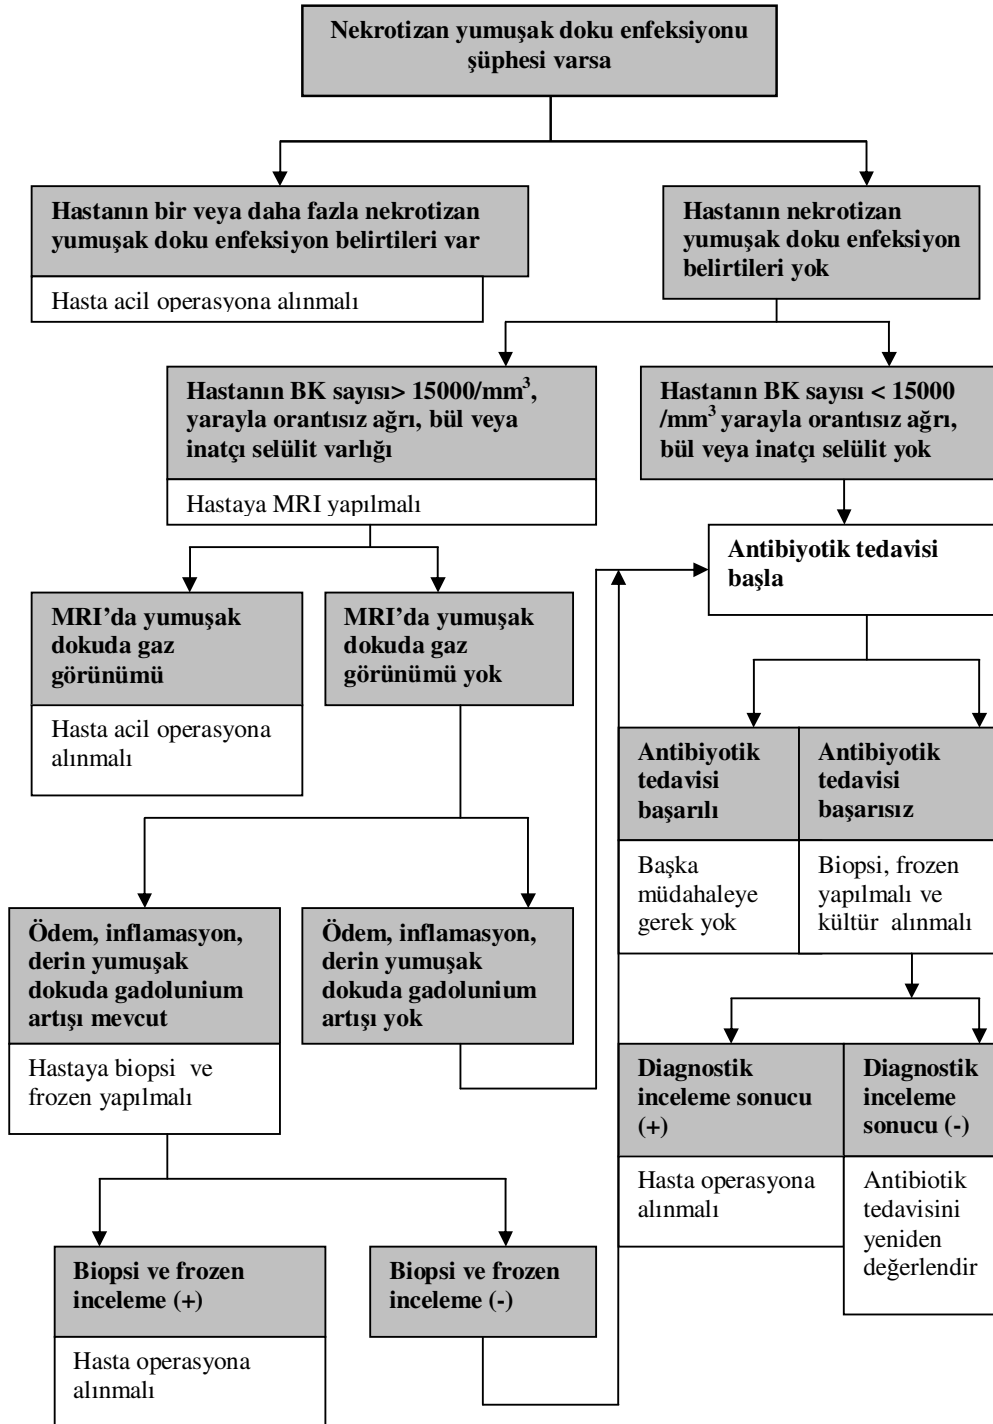 Nekrotizan yumuşak doku enfeksiyonu
şüphesi varsa
Hastanın bir veya daha fazla nekrotizan
yumuşak doku enfeksiyon belirtileri var
Hasta acil operasyona alınmalı
Hastanın nekrotizan
yumuşak doku enfeksiyon
belirtileri yok
Hastanın BK sayısı> 15000/mm³,
yarayla orantısız ağrı, bül veya
inatçı selülit varlığı
Hastaya MRI yapılmalı
Hastanın BK sayısı < 15000
/mm³ yarayla orantısız ağrı,
bül veya inatçı selülit yok
Antibiyotik tedavisi
başla
MRI’da yumuşak
dokuda gaz
görünümü
Hasta acil operasyona
alınmalı
MRI’da yumuşak
dokuda gaz
görünümü yok
Antibiyotik
tedavisi
başarılı
Başka
müdahaleye
gerek yok
Antibiyotik
tedavisi
başarısız
Biopsi, frozen
yapılmalı ve
kültür alınmalı
Ödem, inflamasyon,
derin yumuşak
dokuda gadolunium
artışı mevcut
Hastaya biopsi ve
frozen yapılmalı
Ödem, inflamasyon,
derin yumuşak
dokuda gadolunium
artışı yok
Diagnostik
inceleme sonucu
(+)
Hasta operasyona
alınmalı
Diagnostik
inceleme
sonucu (-)
Antibiotik
tedavisini
yeniden
değerlendir
Biopsi ve frozen
inceleme (+)
Hasta operasyona
alınmalı
Biopsi ve frozen
inceleme (-)